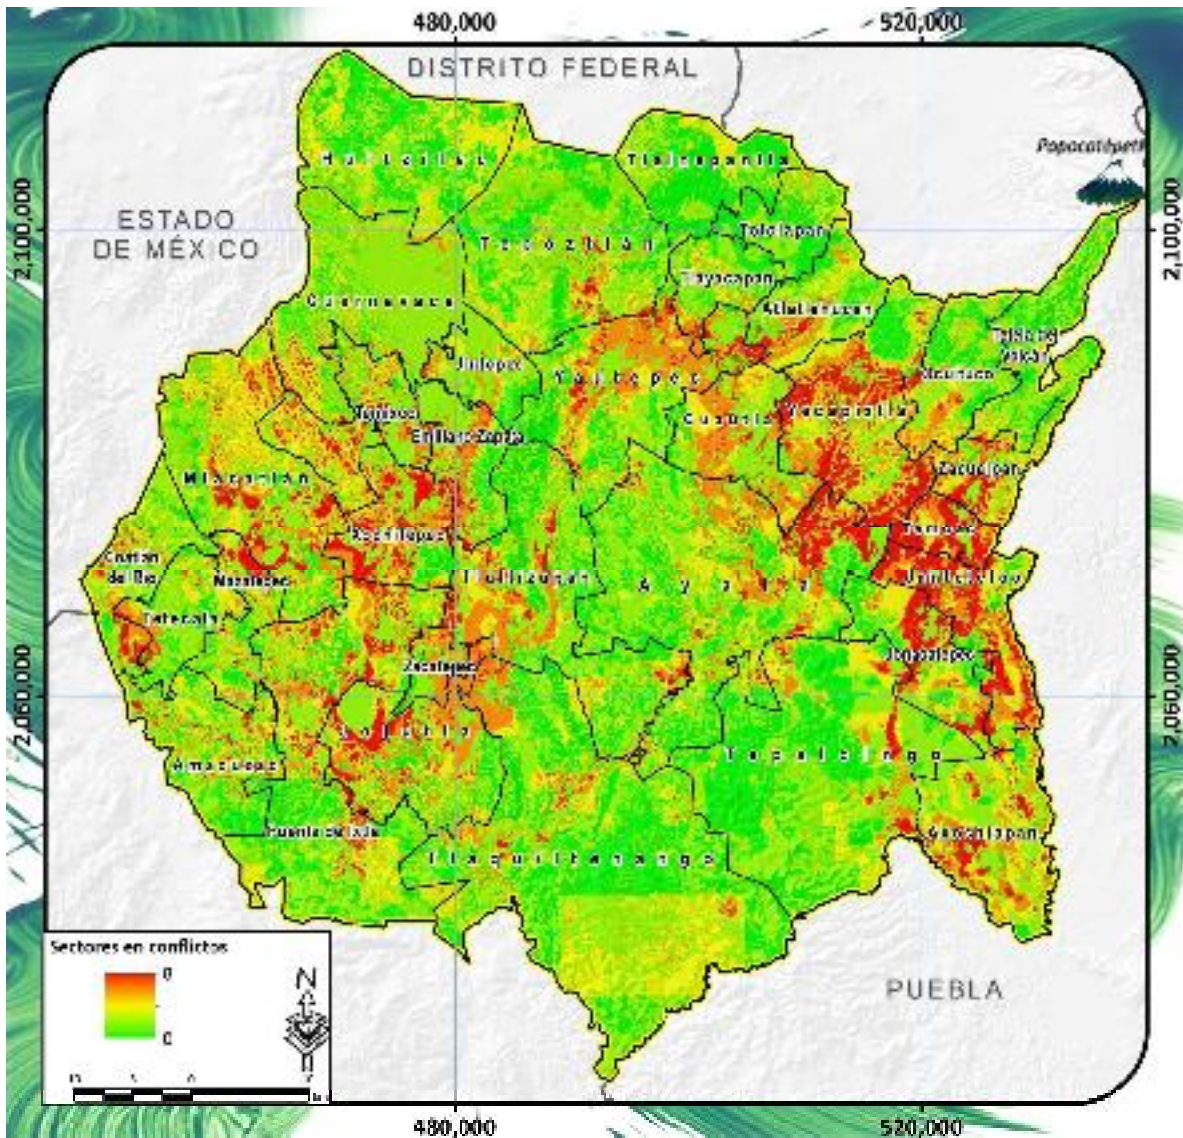 480,000
520,000
DISTRITO FEDERAL
Popocatépetl
2,100,000
2,100,000
ESTADO
DE MÉXICO
Huitzilac
Tlalnepantla
Tepoztlán
Totolapan
Tlayacapan
Cuernavaca
Atlatlahucan
Tetela del
Volcán
Jiutepec
Yautepec
Ocuituco
Temixco
Cuautla
Yecapixtla
Emiliano Zapata
Miacatlán
Zacualpan
Xochitepec
Temoac
Coatlán
del Río
Mazatepec
Tlaltizapán
Ayala
Jantetelco
Tetecala
Zacatepec
Jonacatepec
2,060,000
2,060,000
Jojutla
Tepalcingo
Amacuzac
Puente de Ixtla
Axochiapan
Tlaquiltenango
Sectores en conflictos
8
0
N
PUEBLA
480,000
520,000